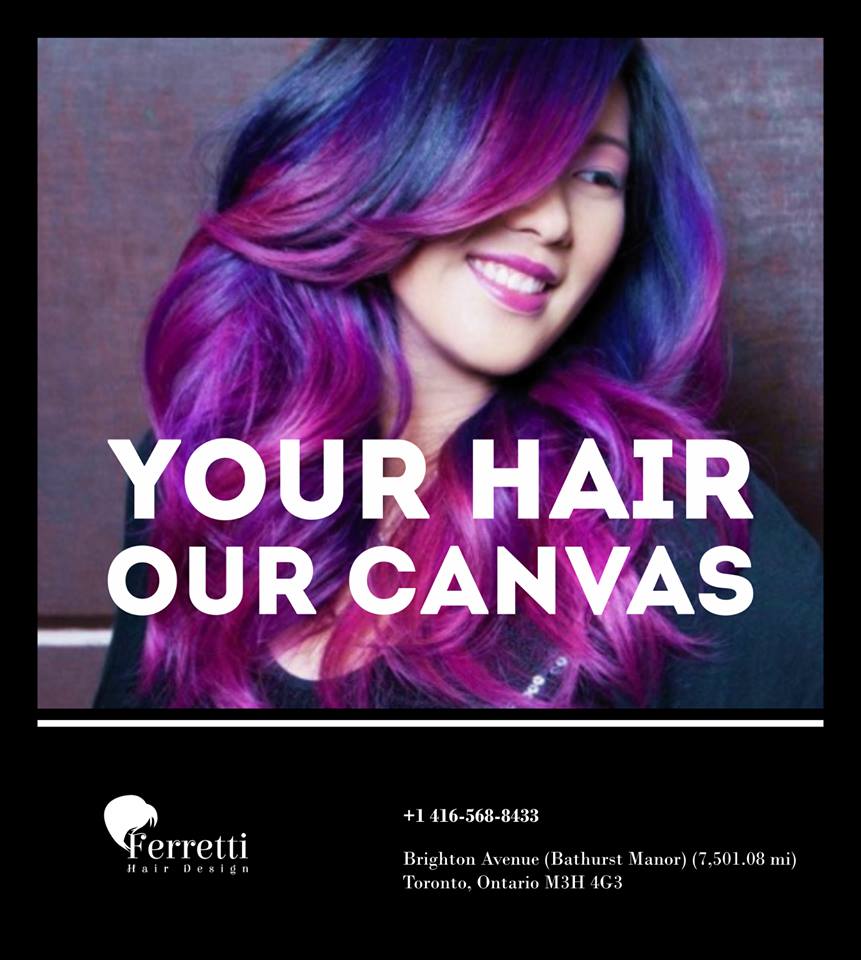 YOUR HAIR
OUR CANVAS
Ferretti
Hair Design
+1 416-568-8433
Brighton Avenue (Bathurst Manor) (7,501.08 mi)
Toronto, Ontario M3H 4G3